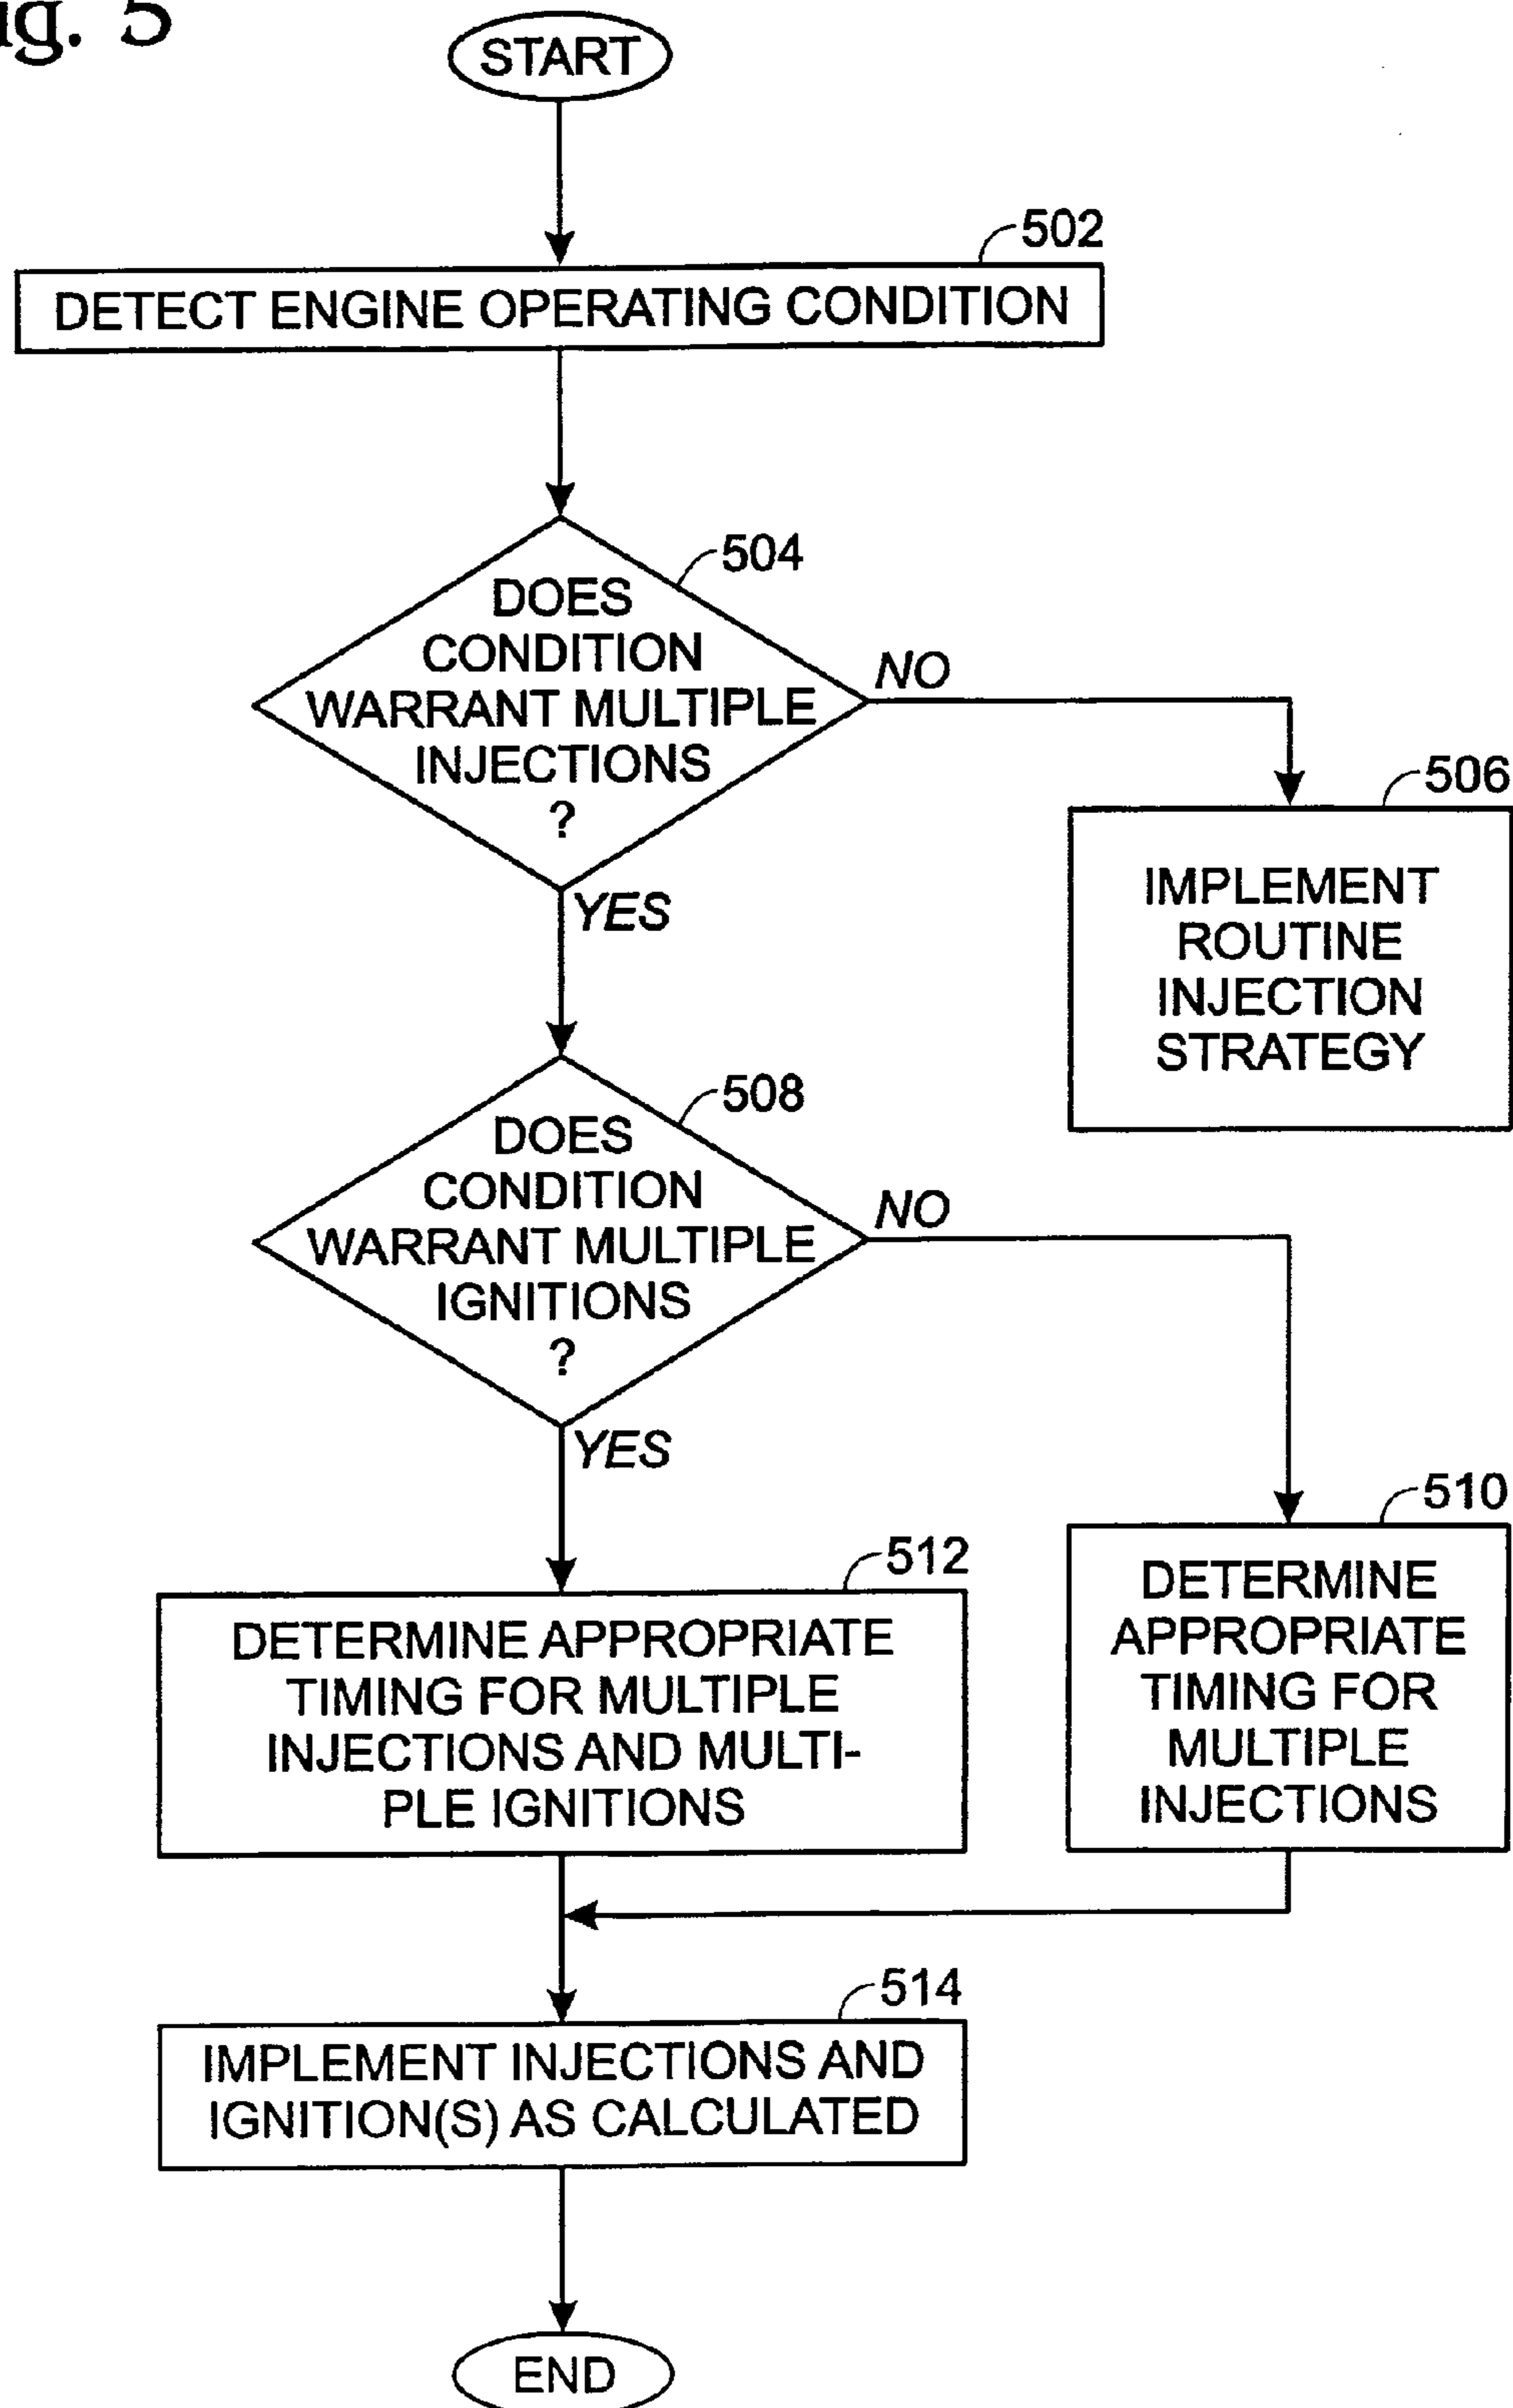 ig. 5
START
502
DETECT ENGINE OPERATING CONDITION
504
DOES
CONDITION
WARRANT MULTIPLE
INJECTIONS
?
NO
YES
506
IMPLEMENT
ROUTINE
INJECTION
STRATEGY
508
DOES
CONDITION
WARRANT MULTIPLE
IGNITIONS
?
NO
YES
510
DETERMINE
APPROPRIATE
TIMING FOR
MULTIPLE
INJECTIONS
512
DETERMINE APPROPRIATE
TIMING FOR MULTIPLE
INJECTIONS AND MULTI-
PLE IGNITIONS
514
IMPLEMENT INJECTIONS AND
IGNITION(S) AS CALCULATED
END